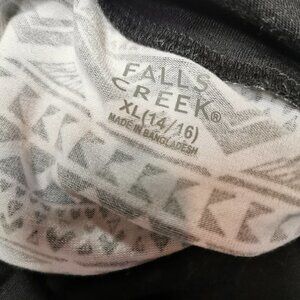 FALLS
CREEK®
XL(14/16)
MADE IN BANGLADESH